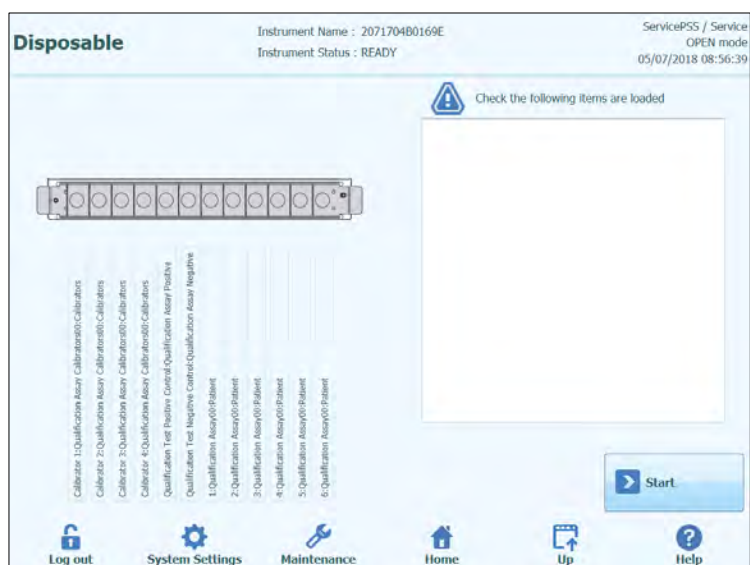 Disposable
Instrument Name : 2071704B0169E
Instrument Status : READY
ServicePSS / Service
OPEN mode
05/07/2018 08:56:39
Check the following items are loaded
Calibrator 1:Qualification Assay Calibrators00:Calibrators
Calibrator 2:Qualification Assay Calibrators00:Calibrators
Calibrator 3:Qualification Assay Calibrators00:Calibrators
Calibrator 4:Qualification Assay Calibrators00:Calibrators
Qualification Test Positive Control:Qualification Assay Positive
Qualification Test Negative Control:Qualification Assay Negative
1:Qualification Assay00:Patient
2:Qualification Assay00:Patient
3:Qualification Assay00:Patient
4:Qualification Assay00:Patient
5:Qualification Assay00:Patient
6:Qualification Assay00:Patient
Start
Log out
System Settings
Maintenance
Home
Up
Help